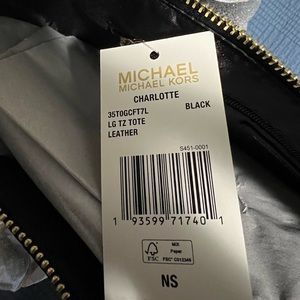 MICHAEL
MICHAEL KORS
CHARLOTTE
35T0GCFT7L BLACK
LG TZ TOTE
LEATHER
S451-0001
1 93599 71740 1
FSC
MIX
Paper
FSC® C012345
NS